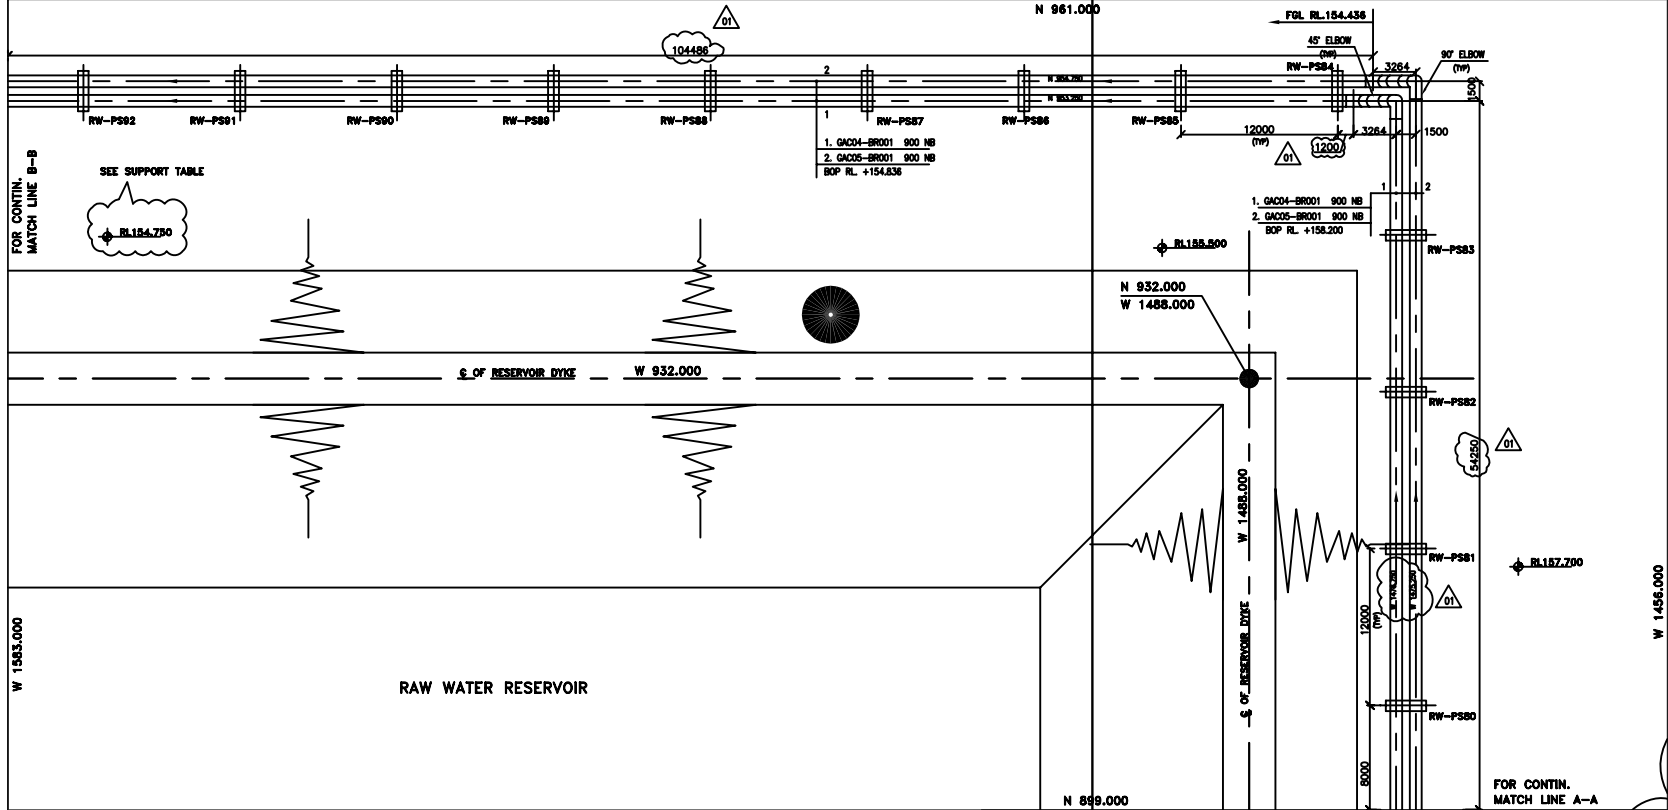 N 961.000
01
104486
FGL RL.154.436
45° ELBOW
(TYP)
90° ELBOW
(TYP)
RW-PS84
3264
1500
2
N 954.750
N 953.250
1
RW-PS92
RW-PS91
RW-PS90
RW-PS89
RW-PS88
RW-PS87
RW-PS86
RW-PS85
12000
(TYP)
1200
01
3264
1500
1. GAC04-BR001 900 NB
2. GAC05-BR001 900 NB
BOP RL. +154.836
FOR CONTIN.
MATCH LINE B-B
SEE SUPPORT TABLE
RL154.750
1 2
1. GAC04-BR001 900 NB
2. GAC05-BR001 900 NB
BOP RL. +158.200
RL155.500
RW-PS83
N 932.000
W 1488.000
℄ OF RESERVOIR DYKE
W 932.000
RW-PS82
54250
01
W 1488.000
RW-PS81
RL157.700
01
12000
(TYP)
℄ OF RESERVOIR DYKE
W 1583.000
W 1456.000
RAW WATER RESERVOIR
RW-PS80
8000
N 899.000
FOR CONTIN.
MATCH LINE A-A